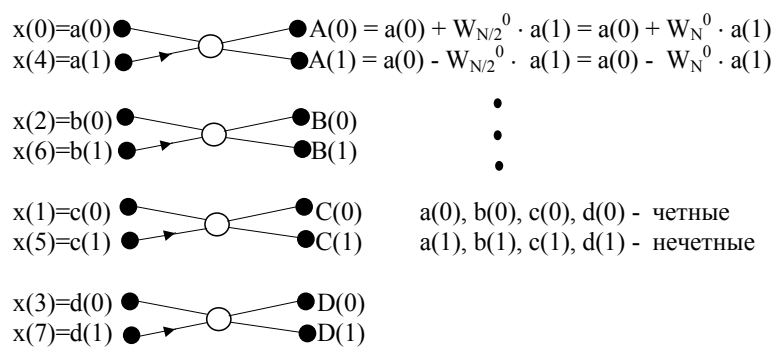 x(0)=a(0) A(0) = a(0) + W_{N/2}^0 · a(1) = a(0) + W_N^0 · a(1)
x(4)=a(1) A(1) = a(0) - W_{N/2}^0 · a(1) = a(0) - W_N^0 · a(1)
x(2)=b(0) B(0)
x(6)=b(1) B(1)
x(1)=c(0) C(0) a(0), b(0), c(0), d(0) - четные
x(5)=c(1) C(1) a(1), b(1), c(1), d(1) - нечетные
x(3)=d(0) D(0)
x(7)=d(1) D(1)